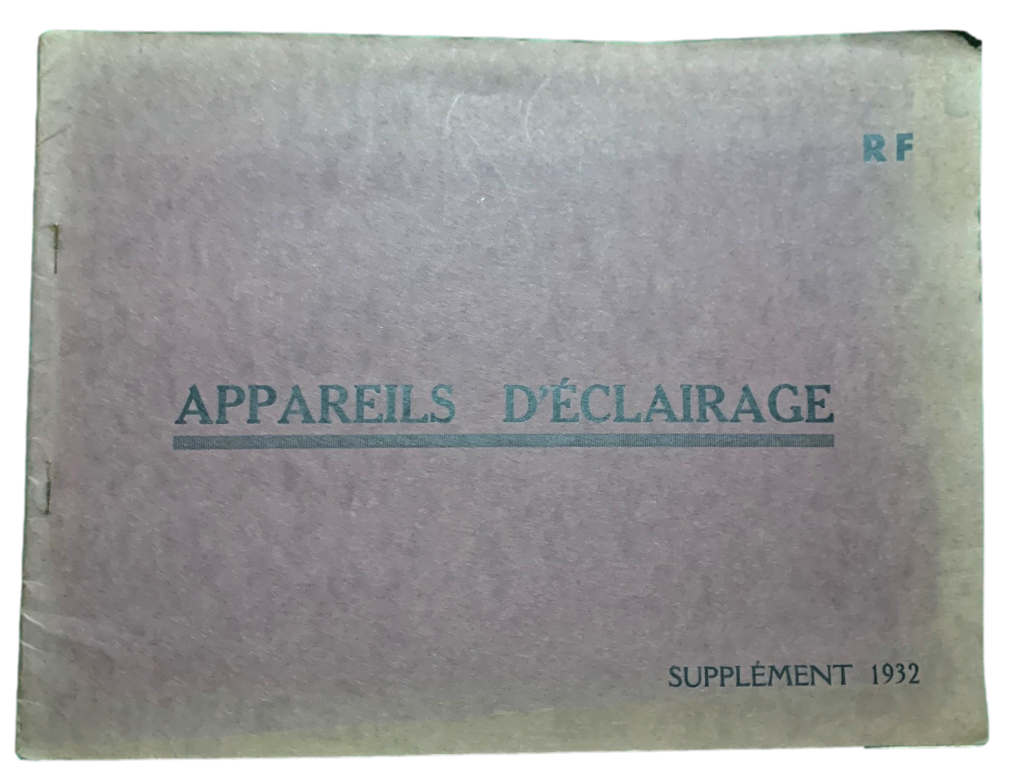 RF
APPAREILS D'ÉCLAIRAGE
SUPPLÉMENT 1932